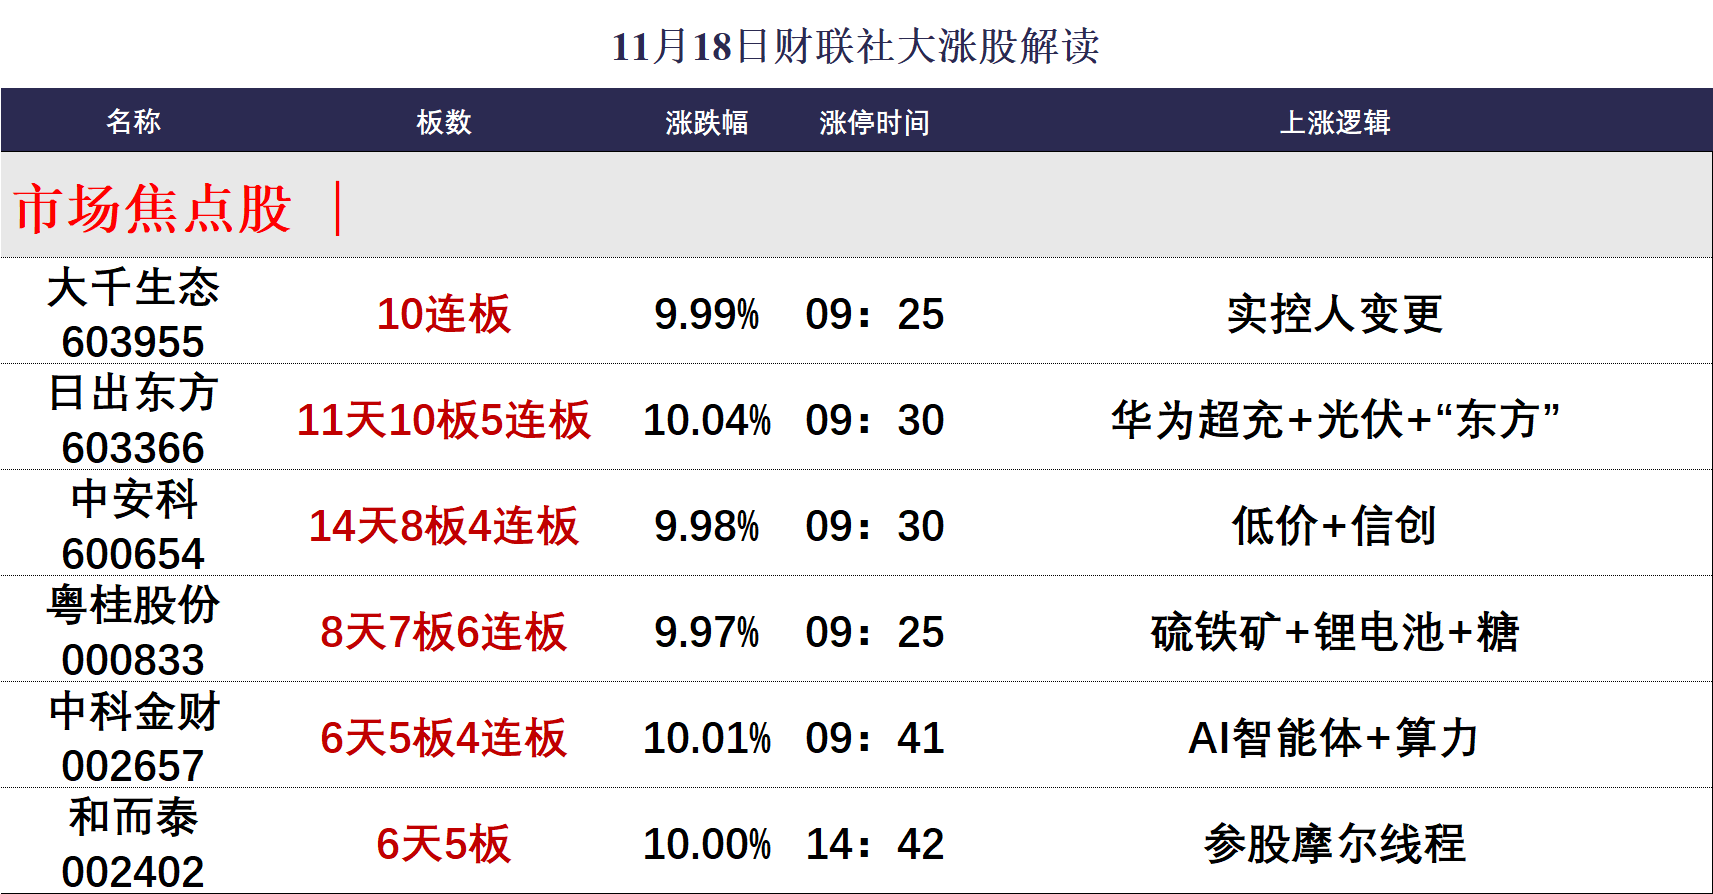 11月18日财联社大涨股解读
名称 板数 涨跌幅 涨停时间 上涨逻辑
市场焦点股 |
大千生态
603955 10连板 9.99% 09：25 实控人变更
日出东方
603366 11天10板5连板 10.04% 09：30 华为超充+光伏+“东方”
中安科
600654 14天8板4连板 9.98% 09：30 低价+信创
粤桂股份
000833 8天7板6连板 9.97% 09：25 硫铁矿+锂电池+糖
中科金财
002657 6天5板4连板 10.01% 09：41 AI智能体+算力
和而泰
002402 6天5板 10.00% 14：42 参股摩尔线程